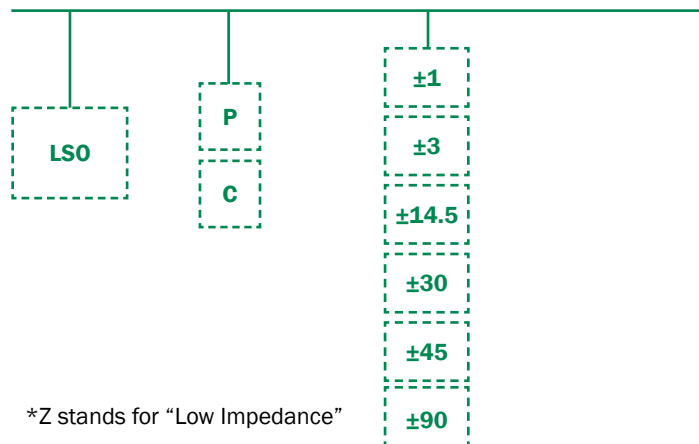 LSO
P
C
±1
±3
±14.5
±30
±45
±90
*Z stands for “Low Impedance”